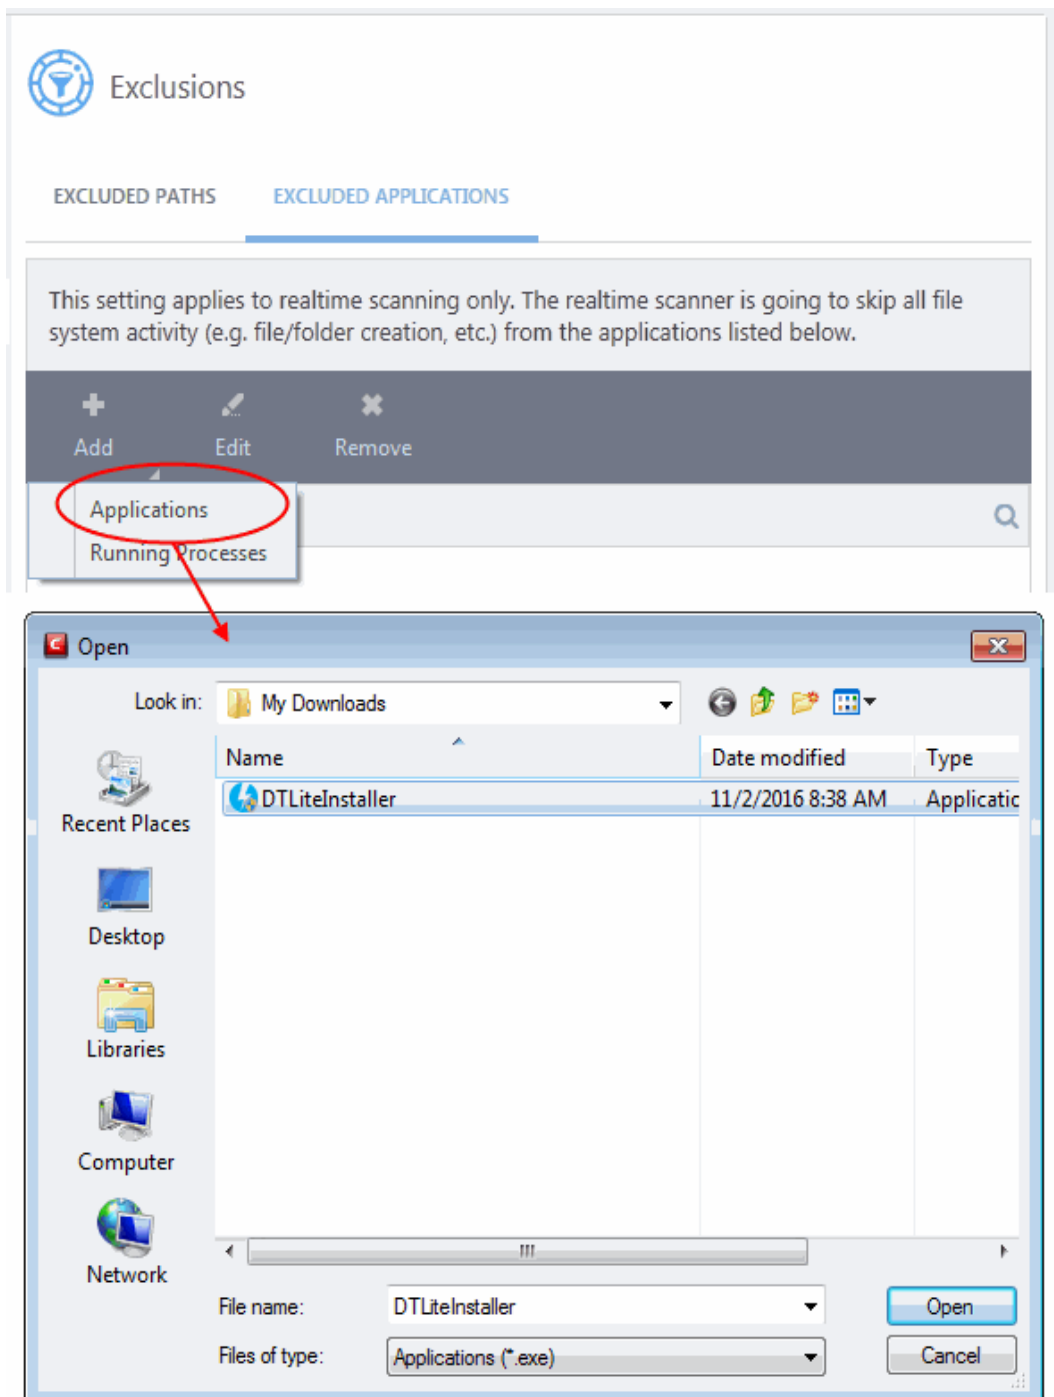 Exclusions
EXCLUDED PATHS EXCLUDED APPLICATIONS
This setting applies to realtime scanning only. The realtime scanner is going to skip all file
system activity (e.g. file/folder creation, etc.) from the applications listed below.
Add Edit Remove
Applications
Running Processes
Open
Look in: My Downloads
Name Date modified Type
DTLiteInstaller 11/2/2016 8:38 AM Applicatic
Recent Places
Desktop
Libraries
Computer
Network
File name: DTLiteInstaller Open
Files of type: Applications (*.exe) Cancel